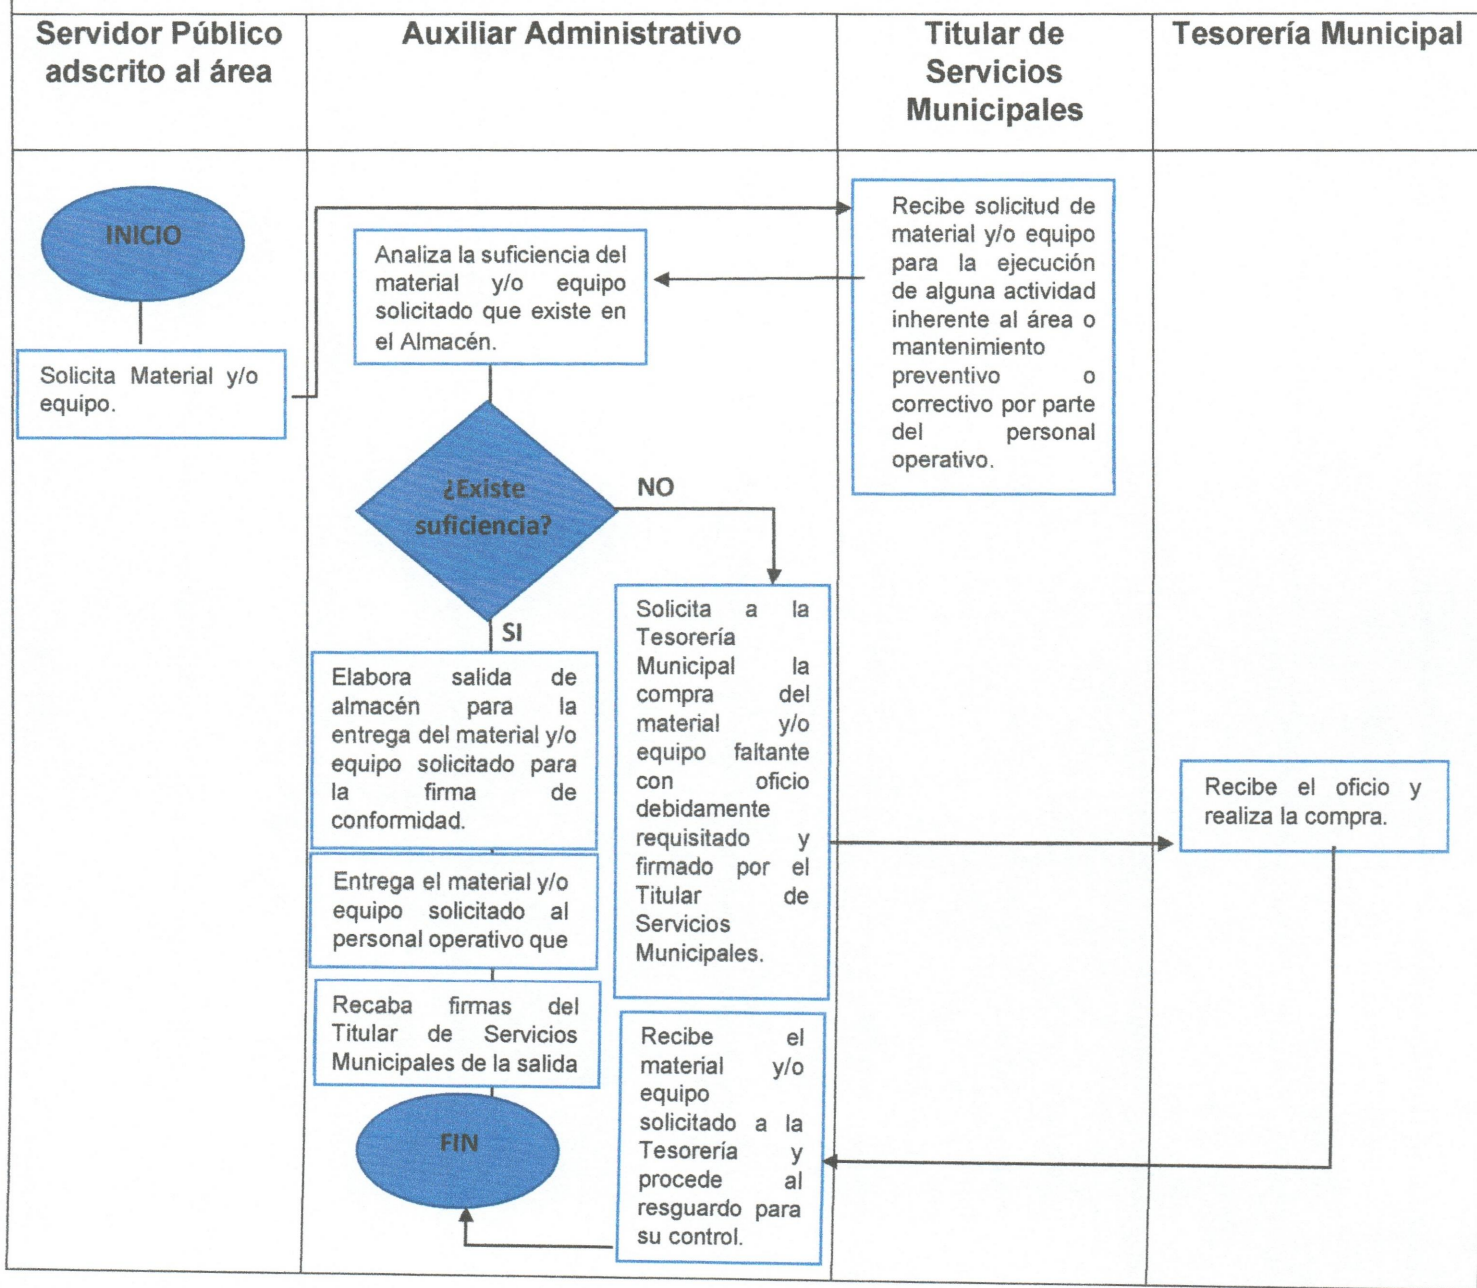 Servidor Público
adscrito al área
Auxiliar Administrativo
Titular de
Servicios
Municipales
Tesorería Municipal
INICIO
Solicita Material y/o
equipo.
Recibe solicitud de
material y/o equipo
para la ejecución
de alguna actividad
inherente al área o
mantenimiento
preventivo o
correctivo por parte
del personal
operativo.
Analiza la suficiencia del
material y/o equipo
solicitado que existe en
el Almacén.
¿Existe
suficiencia?
NO
SI
Elabora salida de
almacén para la
entrega del material y/o
equipo solicitado para
la firma de
conformidad.
Entrega el material y/o
equipo solicitado al
personal operativo que
Recaba firmas del
Titular de Servicios
Municipales de la salida
Solicita a la
Tesorería
Municipal la
compra del
material y/o
equipo faltante
con oficio
debidamente
requisitado y
firmado por el
Titular de
Servicios
Municipales.
Recibe el oficio y
realiza la compra.
Recibe el
material y/o
equipo
solicitado a la
Tesorería y
procede al
resguardo para
su control.
FIN